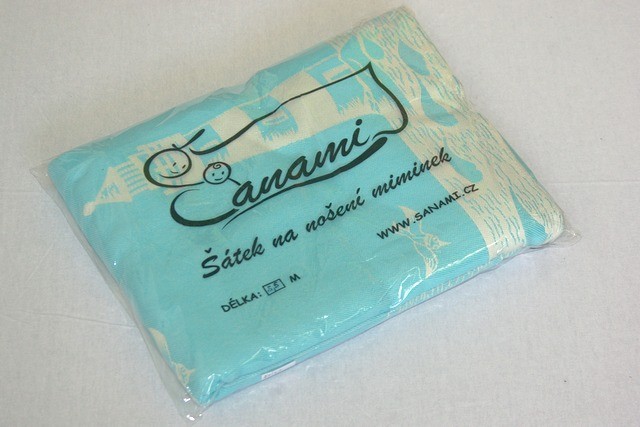 Sanami
Šátek na nošení miminek
www.sanami.cz
DÉLKA: M